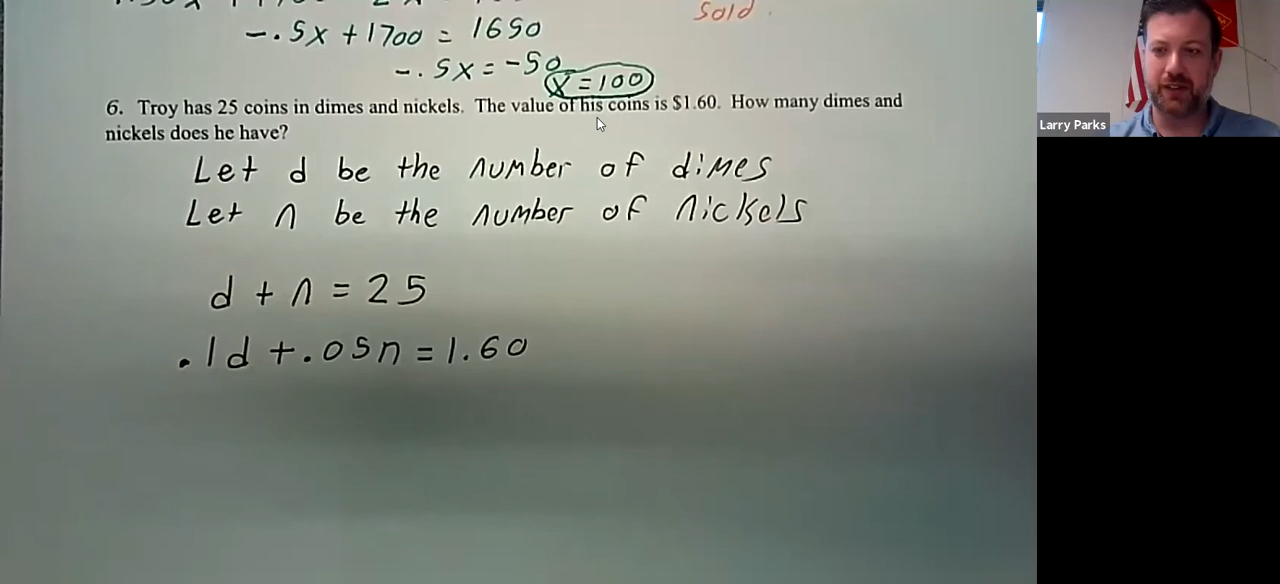 -.5x + 1700 = 1650
Sold.
-.5x = -50
x = 100
6. Troy has 25 coins in dimes and nickels. The value of his coins is $1.60. How many dimes and
nickels does he have?
Let d be the number of dimes
Let n be the number of nickels
d + n = 25
.1d + .05n = 1.60
Larry Parks